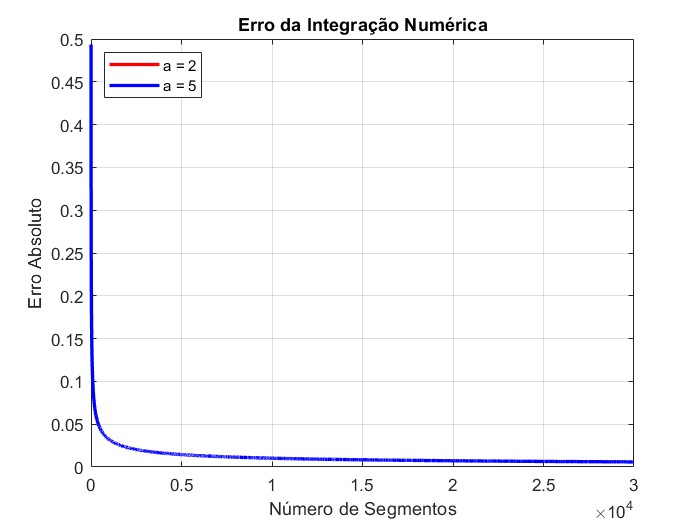 Erro da Integração Numérica
a = 2
a = 5
Erro Absoluto
0.5
0.45
0.4
0.35
0.3
0.25
0.2
0.15
0.1
0.05
0
0 0.5 1 1.5 2 2.5 3
Número de Segmentos
×10^4